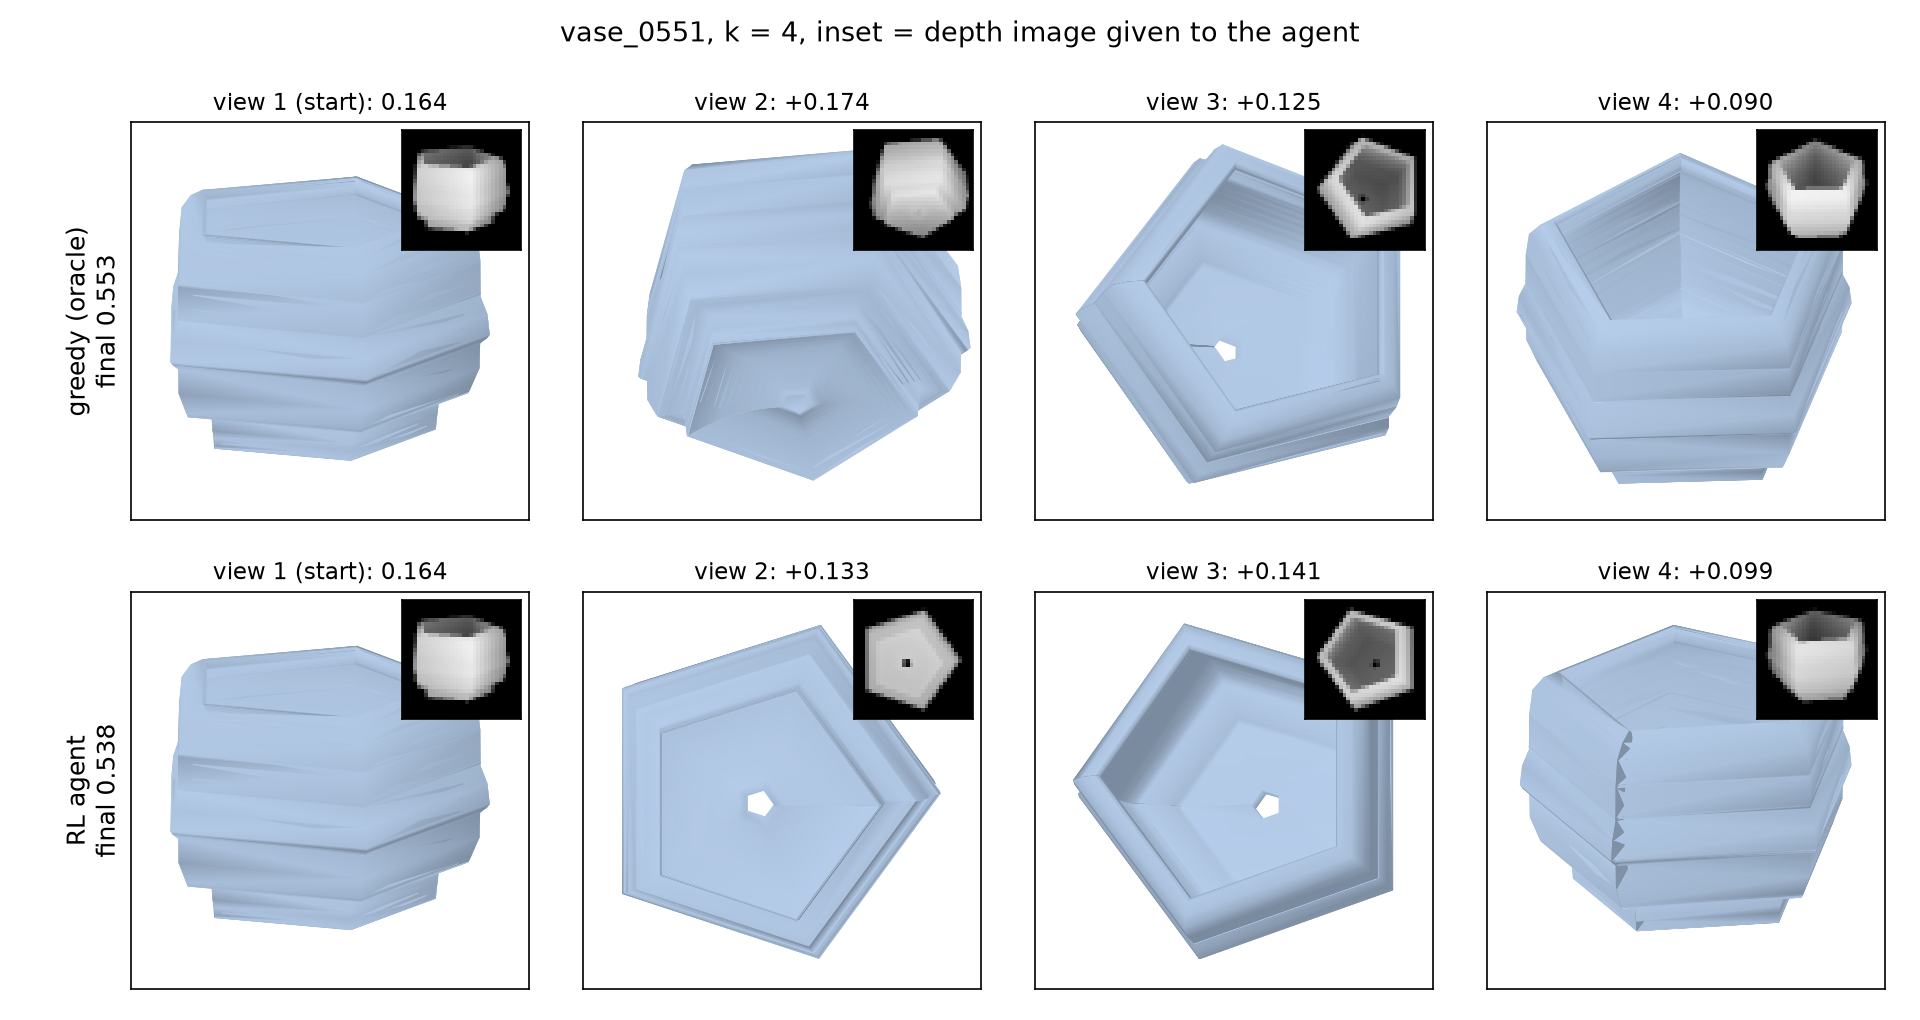 vase_0551, k = 4, inset = depth image given to the agent
greedy (oracle)
final 0.553
view 1 (start): 0.164
view 2: +0.174
view 3: +0.125
view 4: +0.090
RL agent
final 0.538
view 1 (start): 0.164
view 2: +0.133
view 3: +0.141
view 4: +0.099